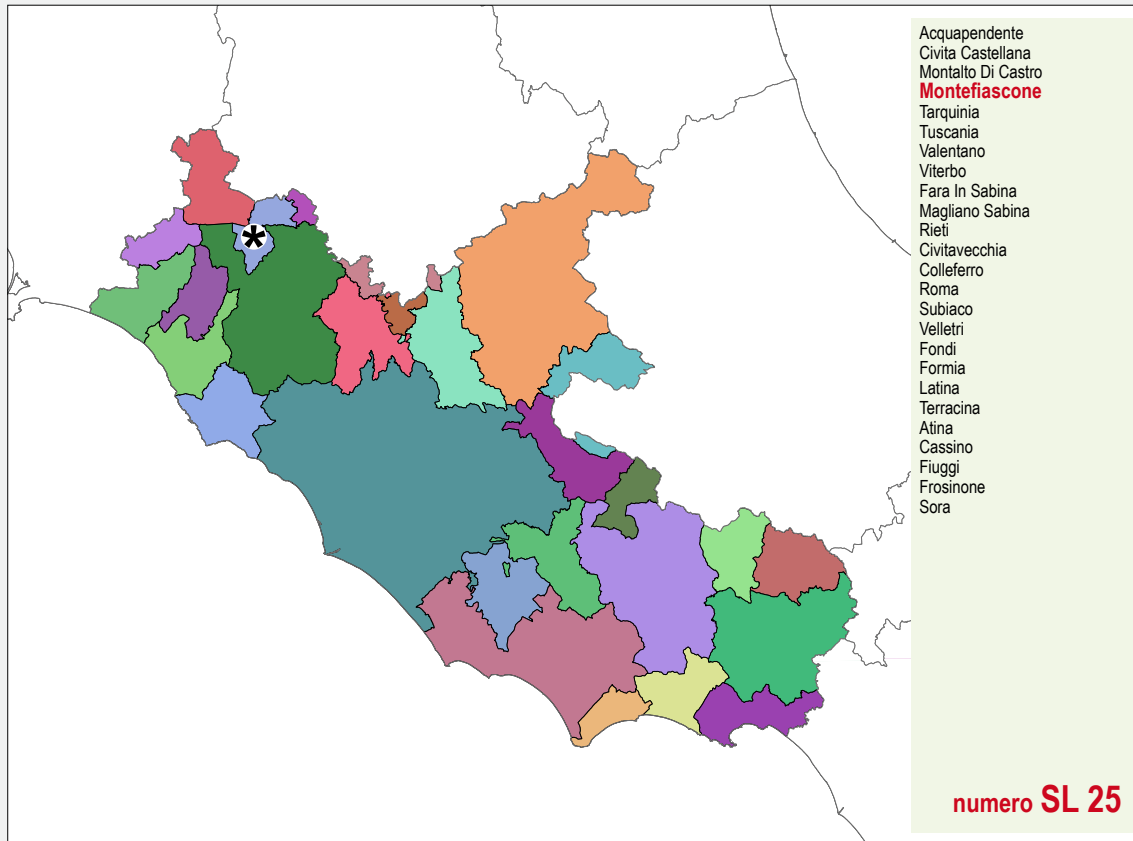 Acquapendente
Civita Castellana
Montalto Di Castro
Montefiascone
Tarquinia
Tuscania
Valentano
Viterbo
Fara In Sabina
Magliano Sabina
Rieti
Civitavecchia
Colleferro
Roma
Subiaco
Velletri
Fondi
Formia
Latina
Terracina
Atina
Cassino
Fiuggi
Frosinone
Sora
numero SL 25